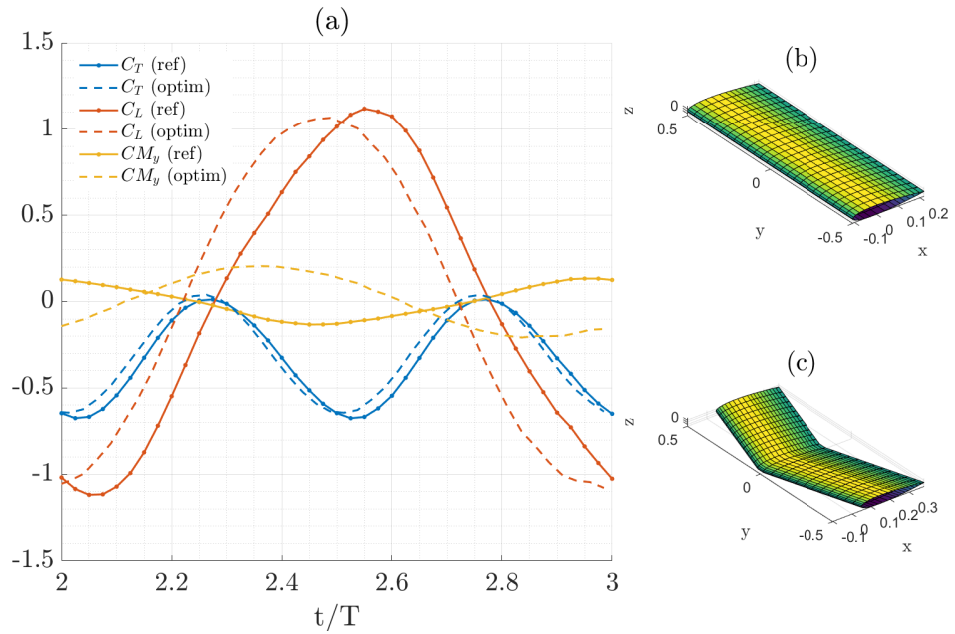 (a)
1.5
1
0.5
0
-0.5
-1
-1.5
C_T (ref)
C_T (optim)
C_L (ref)
C_L (optim)
CM_y (ref)
CM_y (optim)
2
2.2
2.4
2.6
2.8
3
t/T
(b)
z
0
0.5
0
-0.5
y
-0.1
0
0.1
0.2
x
(c)
z
0
0.5
0
-0.5
y
-0.1
0
0.1
0.2
0.3
x